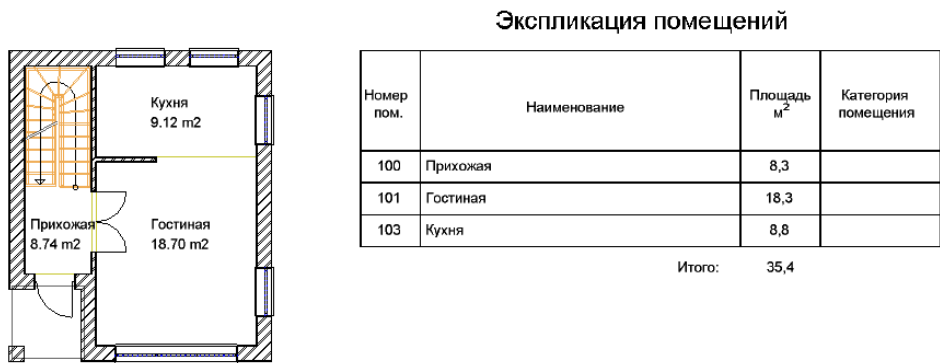 Экспликация помещений
Кухня
9.12 m2
Прихожая
8.74 m2
Гостиная
18.70 m2
Номер пом. Наименование Площадь м2 Категория помещения
100 Прихожая 8,3
101 Гостиная 18,3
103 Кухня 8,8
Итого: 35,4